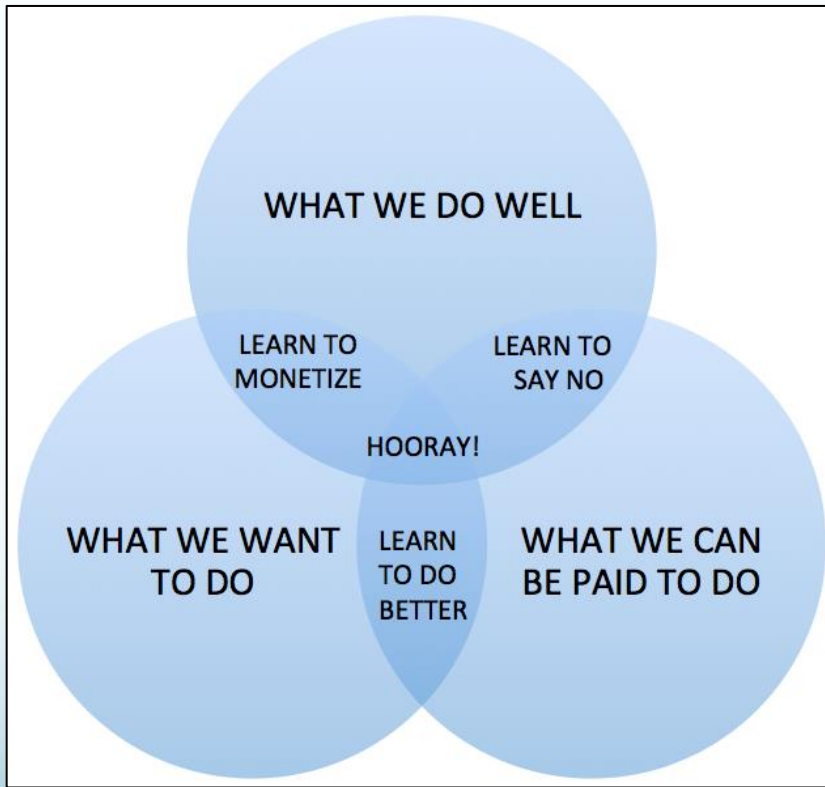 WHAT WE DO WELL
LEARN TO
MONETIZE
LEARN TO
SAY NO
HOORAY!
WHAT WE WANT
TO DO
LEARN
TO DO
BETTER
WHAT WE CAN
BE PAID TO DO